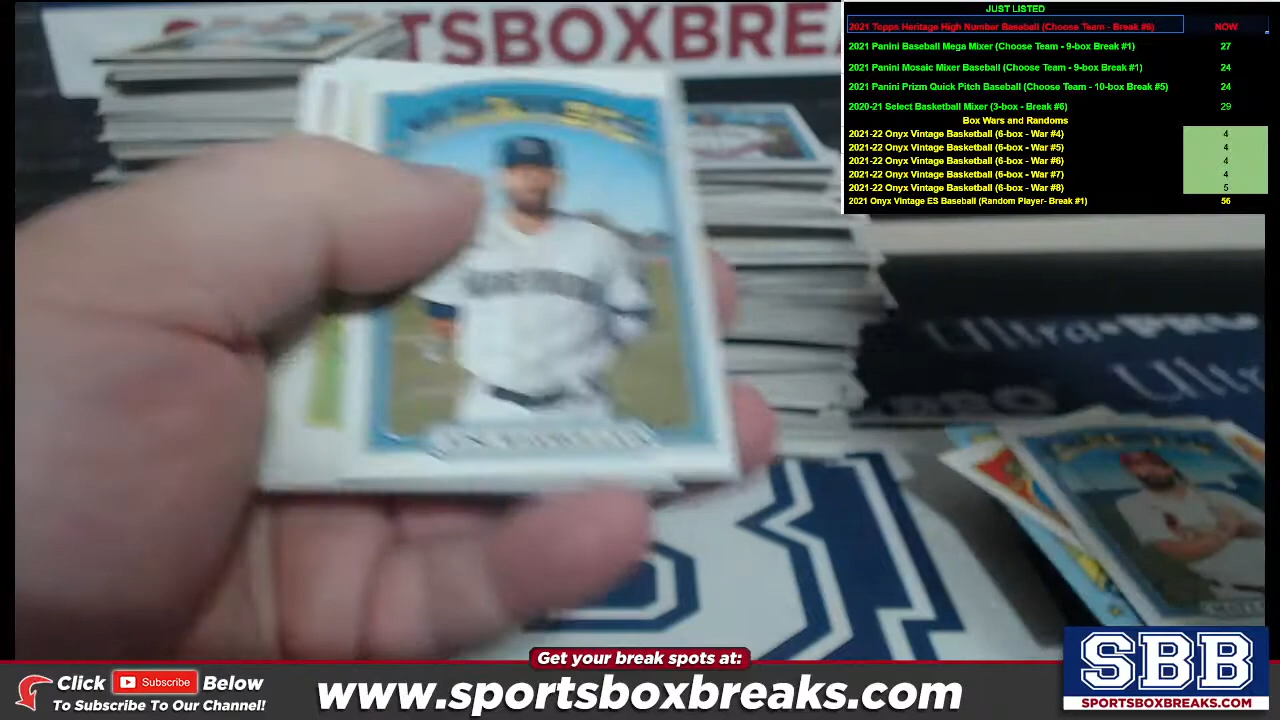 TSBOXBREA
JUST LISTED
2021 Topps Heritage High Number Baseball (Choose Team - Break #6) NOW
2021 Panini Baseball Mega Mixer (Choose Team - 9-box Break #1) 27
2021 Panini Mosaic Mixer Baseball (Choose Team - 9-box Break #1) 24
2021 Panini Prizm Quick Pitch Baseball (Choose Team - 10-box Break #5) 24
2020-21 Select Basketball Mixer (3-box - Break #6) 29
Box Wars and Randoms
2021-22 Onyx Vintage Basketball (6-box - War #4) 4
2021-22 Onyx Vintage Basketball (6-box - War #5) 4
2021-22 Onyx Vintage Basketball (6-box - War #6) 4
2021-22 Onyx Vintage Basketball (6-box - War #7) 4
2021-22 Onyx Vintage Basketball (6-box - War #8) 5
2021 Onyx Vintage ES Baseball (Random Player- Break #1) 56
Ultra PRO
Ultra
PRO
MATT
Get your break spots at:
Click Subscribe Below
To Subscribe To Our Channel!
www.sportsboxbreaks.com
SBB
SPORTSBOXBREAKS.COM